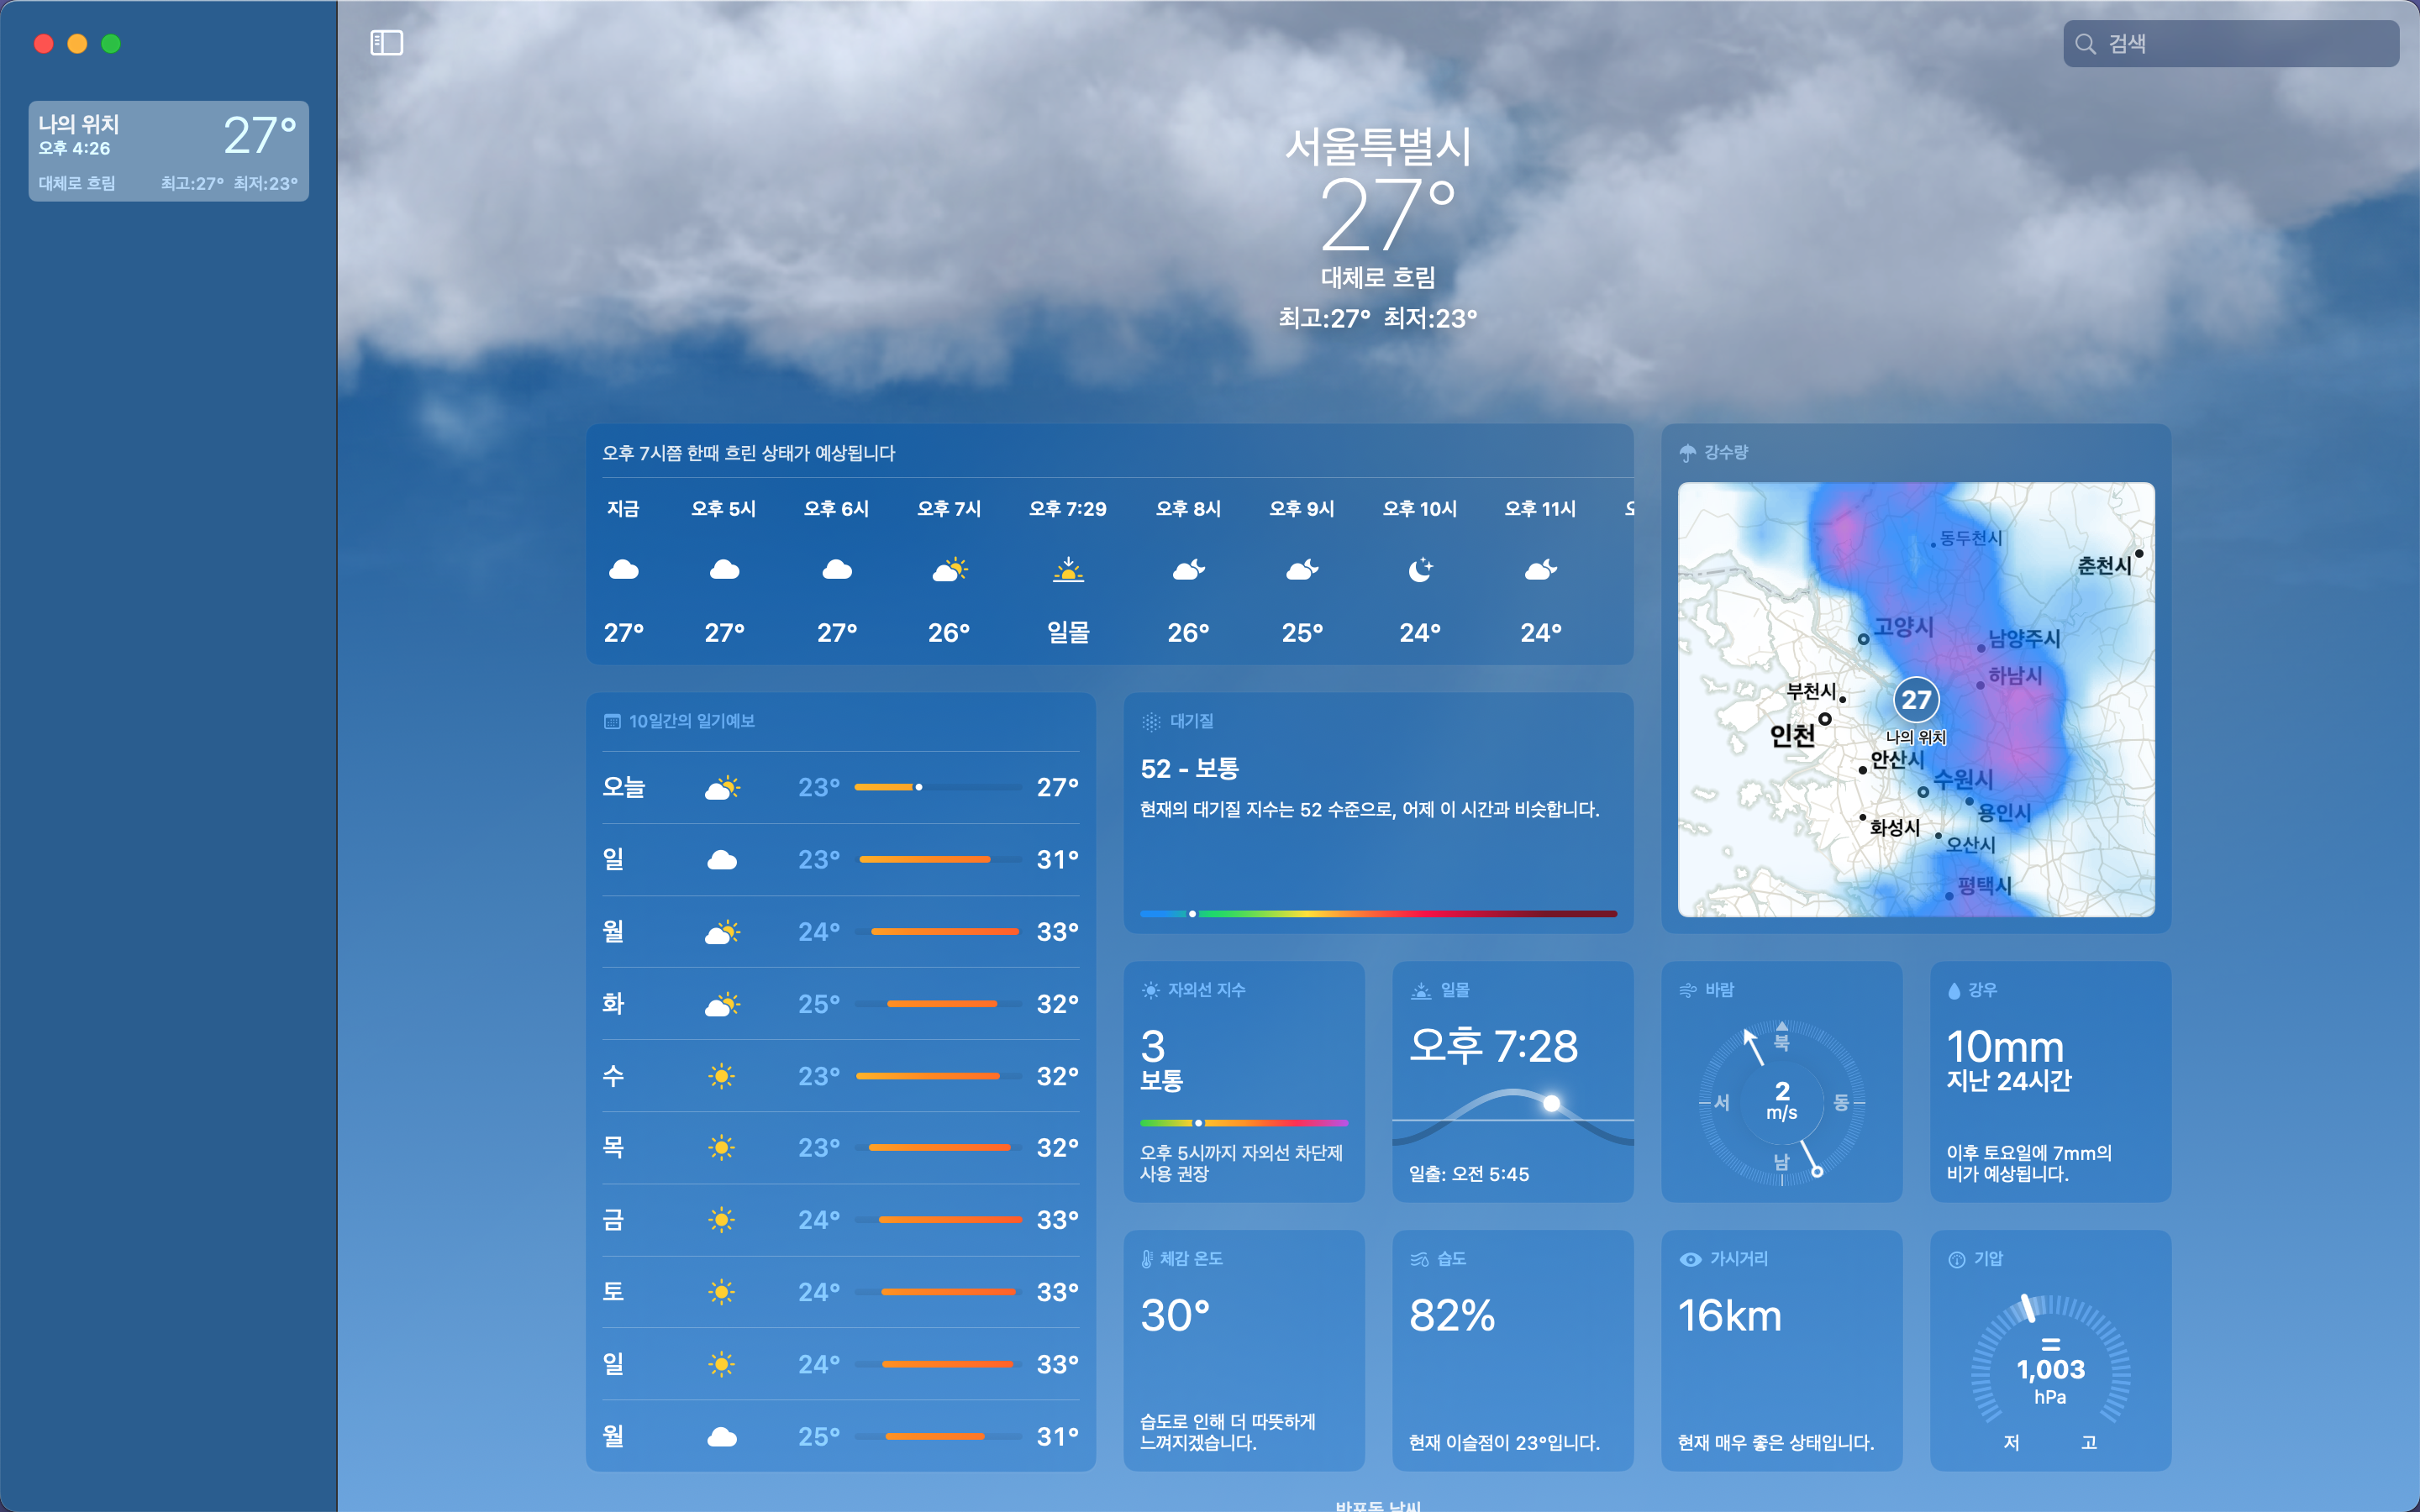 검색
나의 위치
27°
오후 4:26
대체로 흐림
최고:27° 최저:23°
서울특별시
27°
대체로 흐림
최고:27° 최저:23°
오후 7시쯤 한때 흐린 상태가 예상됩니다
지금 오후 5시 오후 6시 오후 7시 오후 7:29 오후 8시 오후 9시 오후 10시 오후 11시
27° 27° 27° 26° 일몰 26° 25° 24° 24°
강수량
동두천시
춘천시
고양시
남양주시
하남시
부천시
27
인천
나의 위치
안산시
수원시
용인시
화성시
오산시
평택시
10일간의 일기예보
오늘 23° 27°
일 23° 31°
월 24° 33°
화 25° 32°
수 23° 32°
목 23° 32°
금 24° 33°
토 24° 33°
일 24° 33°
월 25° 31°
대기질
52 - 보통
현재의 대기질 지수는 52 수준으로, 어제 이 시간과 비슷합니다.
자외선 지수
3
보통
오후 5시까지 자외선 차단제
사용 권장
일몰
오후 7:28
일출: 오전 5:45
바람
북
서
2
m/s
동
남
강우
10mm
지난 24시간
이후 토요일에 7mm의
비가 예상됩니다.
체감 온도
30°
습도로 인해 더 따뜻하게
느껴지겠습니다.
습도
82%
현재 이슬점이 23°입니다.
가시거리
16km
현재 매우 좋은 상태입니다.
기압
=
1,003
hPa
저 고
반포동 날씨